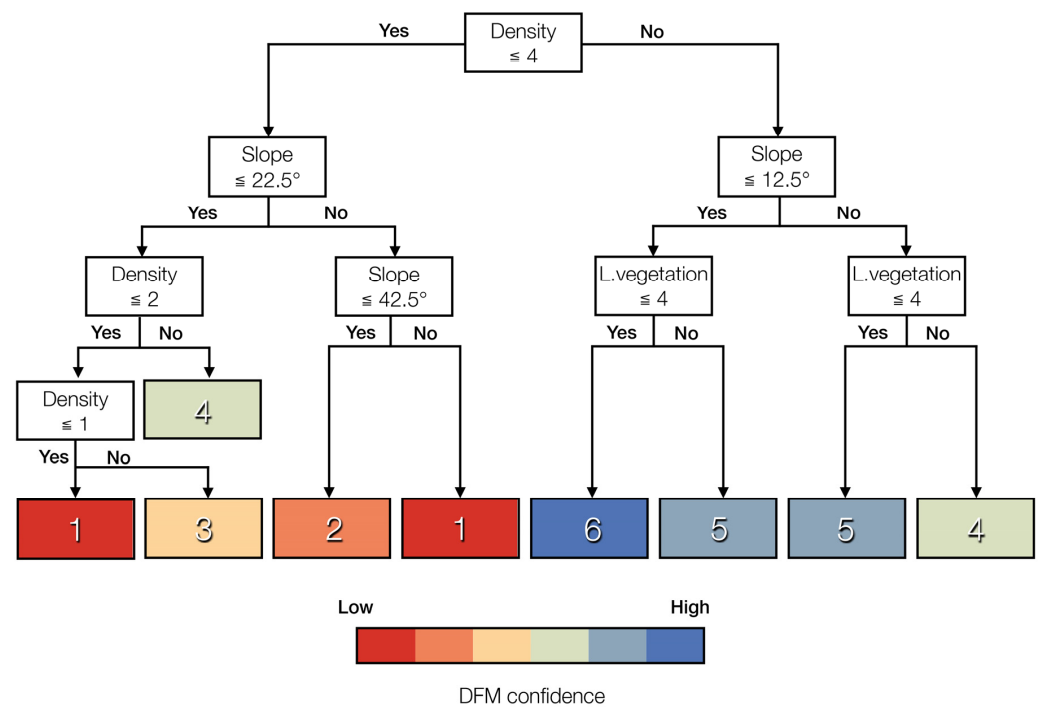 Yes
Density
≦ 4
No
Slope
≦ 22.5°
Slope
≦ 12.5°
Yes
No
Yes
No
Density
≦ 2
Slope
≦ 42.5°
L.vegetation
≦ 4
L.vegetation
≦ 4
Yes
No
Yes
No
Yes
No
Yes
No
Density
≦ 1
4
Yes
No
1
3
2
1
6
5
5
4
Low
High
DFM confidence